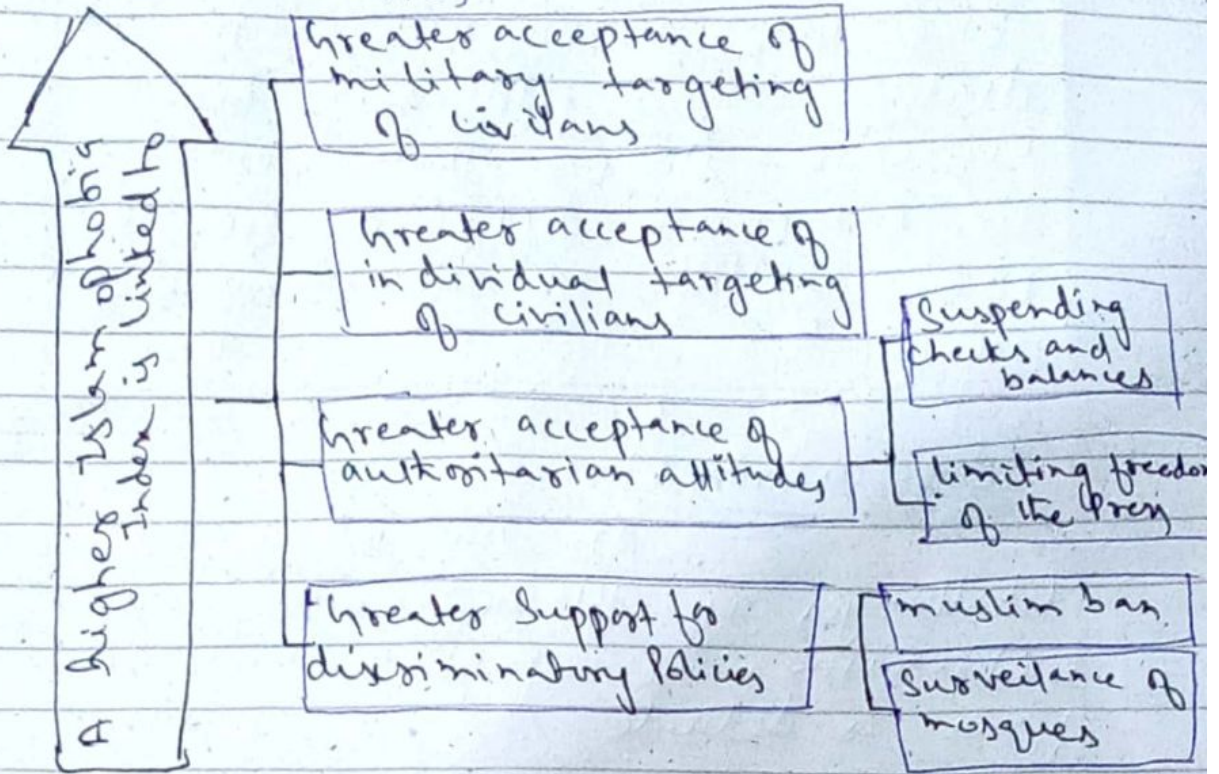 A higher Islamophobia
Index is linked to
Greater acceptance of
military targeting
of civilans
Greater acceptance of
individual targeting
of civilians
Greater acceptance of
authoritarian attitudes
Suspending
checks and
balances
limiting freedom
of the Press
Greater Support for
discriminatory Policies
muslim ban
Surveilance of
mosques